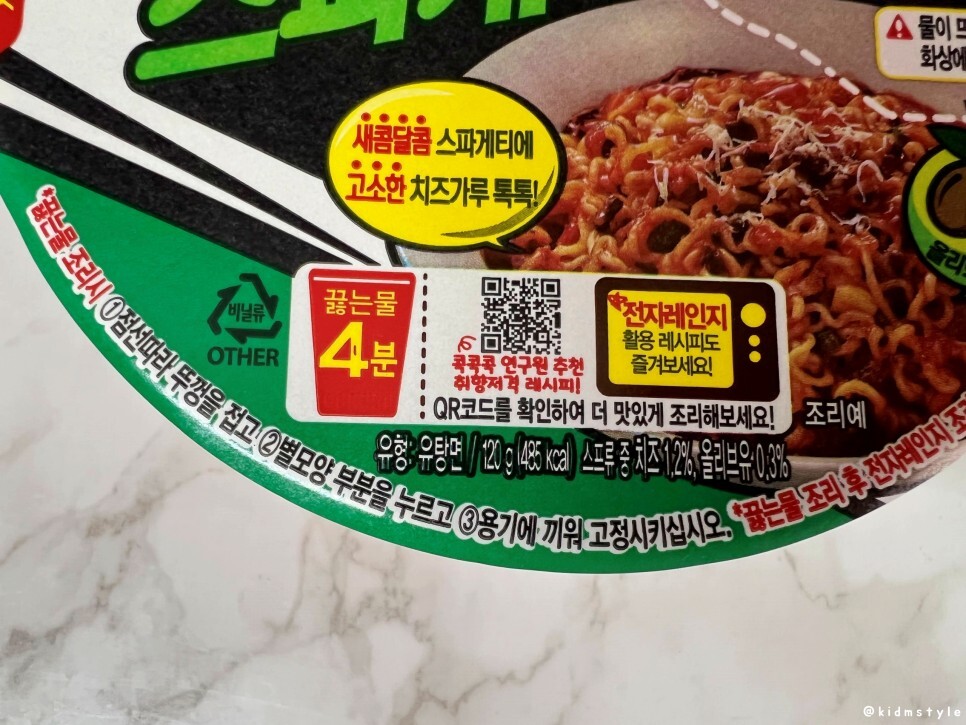 스파게
물이 뜨
화상에
새콤달콤 스파게티에
고소한 치즈가루 톡톡!
올리브
비닐류
OTHER
끓는물
4분
콕콕콕 연구원 추천
취향저격 레시피!
전자레인지
활용 레시피도
즐겨보세요!
QR코드를 확인하여 더 맛있게 조리해보세요!
조리예
유형: 유탕면 / 120 g (485 kcal) 스프류 중 치즈 1.2%, 올리브유 0.3%
*끓는물 조리시 ①점선따라 뚜껑을 접고 ②별모양 부분을 누르고 ③용기에 끼워 고정시키십시오.
*끓는물 조리 후 전자레인지 조
@kidmstyle